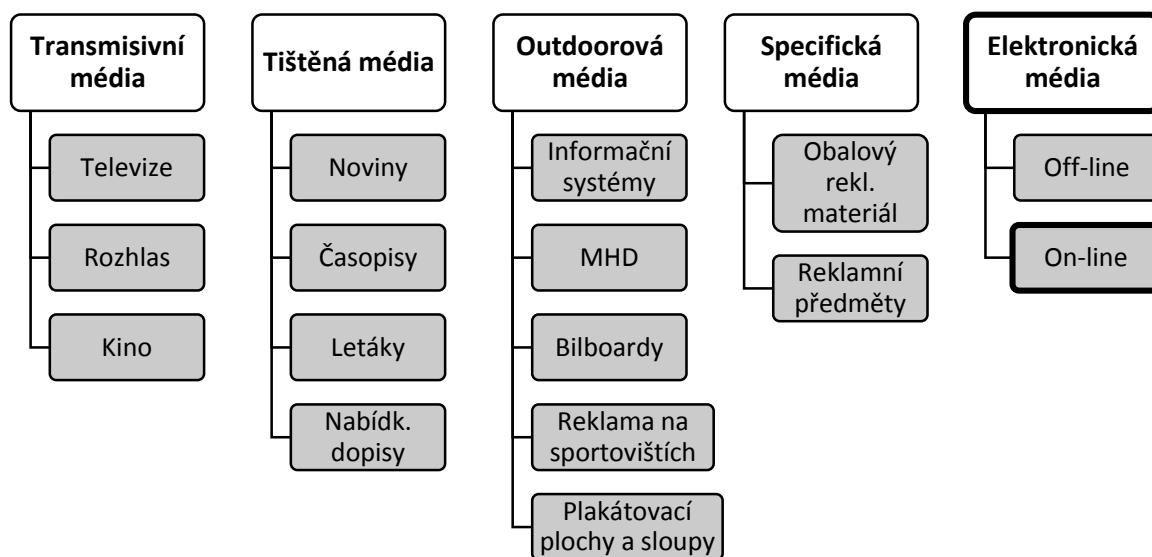 Transmisivní
média
Televize
Rozhlas
Kino
Tištěná média
Noviny
Časopisy
Letáky
Nabídk.
dopisy
Outdoorová
média
Informační
systémy
MHD
Bilboardy
Reklama na
sportovištích
Plakátovací
plochy a sloupy
Specifická
média
Obalový
rekl.
materiál
Reklamní
předměty
Elektronická
média
Off-line
On-line